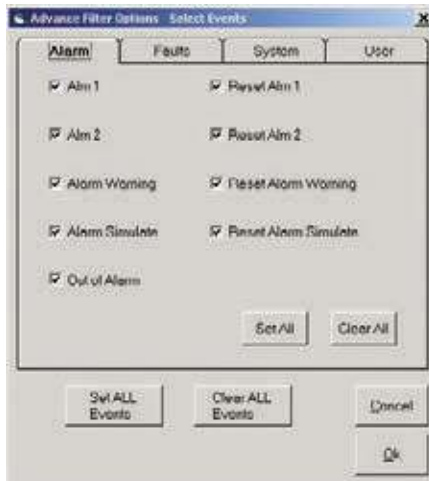 Advance Filter Options Select Events
Alarm Faults System User
Alm 1 Reset Alm 1
Alm 2 Reset Alm 2
Alarm Warning Reset Alarm Warning
Alarm Simulate Reset Alarm Simulate
Out of Alarm
Set All Clear All
Set ALL Events
Clear ALL Events
Cancel
Ok